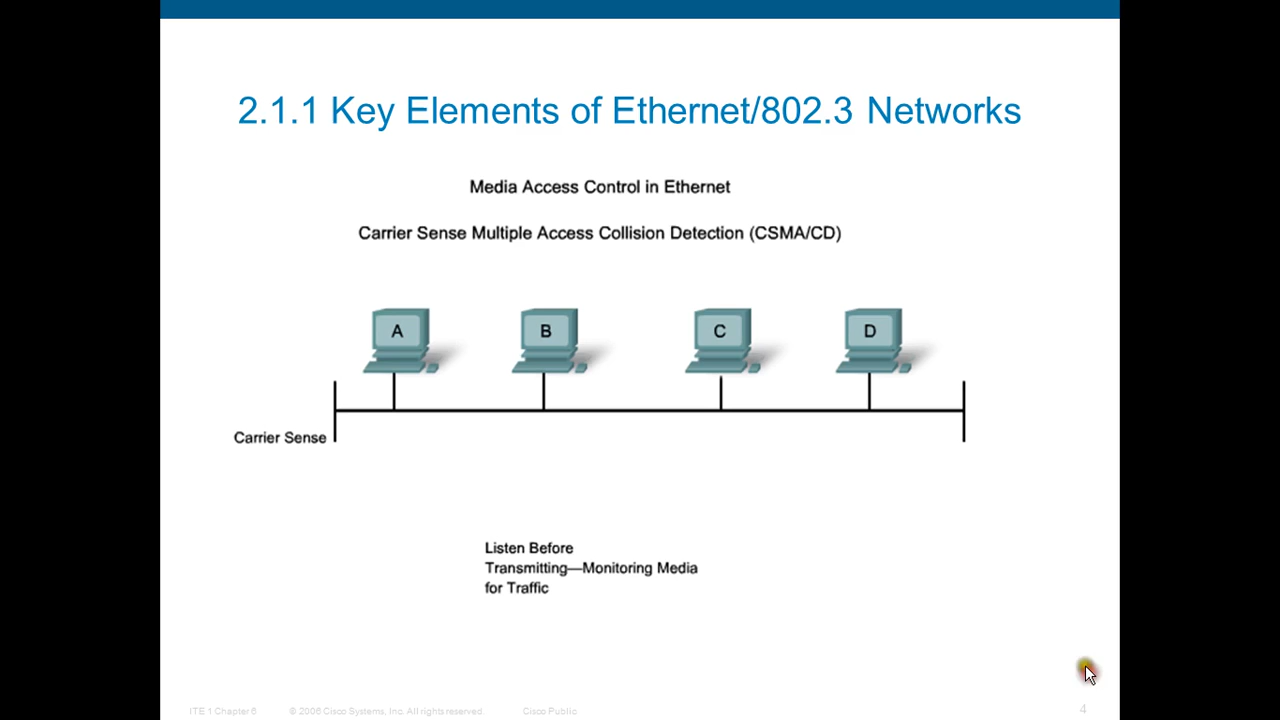 2.1.1 Key Elements of Ethernet/802.3 Networks
Media Access Control in Ethernet
Carrier Sense Multiple Access Collision Detection (CSMA/CD)
A B C D
Carrier Sense
Listen Before
Transmitting—Monitoring Media
for Traffic
ITE 1 Chapter 6 © 2006 Cisco Systems, Inc. All rights reserved. Cisco Public 4